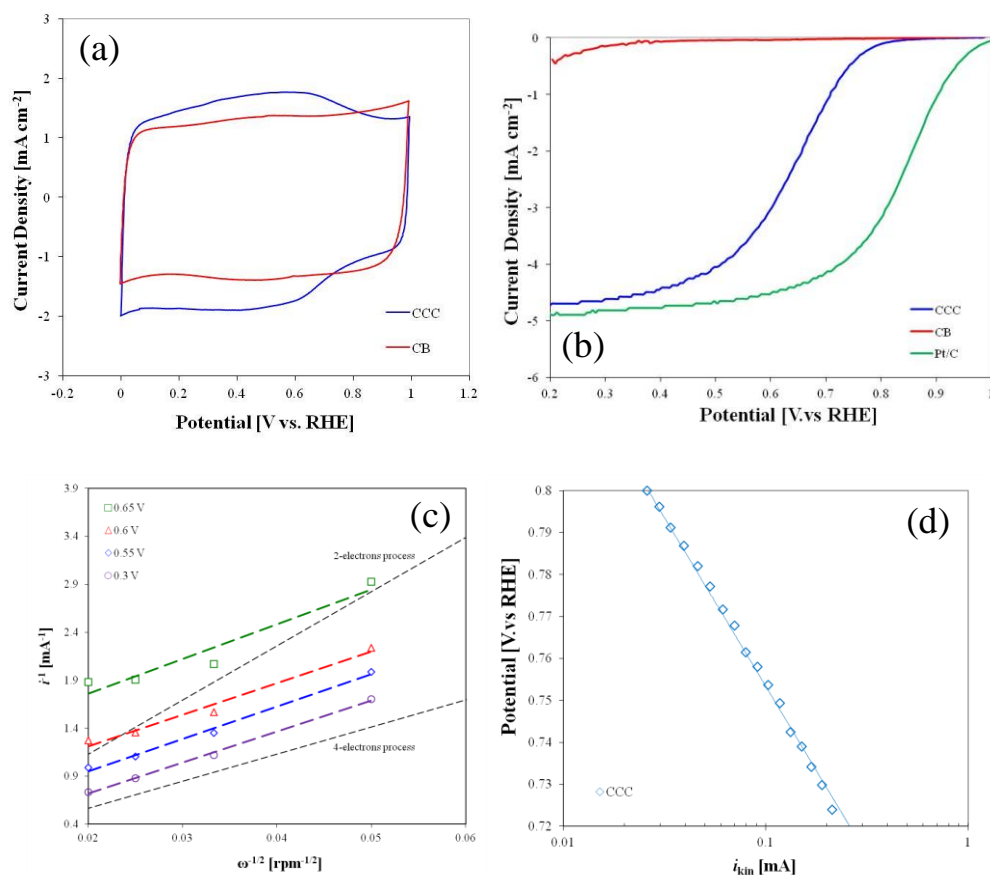 (a)
Current Density [mA cm-2]
3
2
1
0
-1
-2
-3
-0.2 0 0.2 0.4 0.6 0.8 1 1.2
Potential [V vs. RHE]
CCC
CB
(b)
Current Density [mA cm-2]
0
-1
-2
-3
-4
-5
-6
0.2 0.3 0.4 0.5 0.6 0.7 0.8 0.9
Potential [V.vs RHE]
CCC
CB
Pt/C
(c)
i-1 [mA-1]
3.9
3.4
2.9
2.4
1.9
1.4
0.9
0.4
0.02 0.03 0.04 0.05 0.06
ω-1/2 [rpm-1/2]
0.65 V
0.6 V
0.55 V
0.3 V
2-electrons process
4-electrons process
(d)
Potential [V.vs RHE]
0.8
0.79
0.78
0.77
0.76
0.75
0.74
0.73
0.72
0.01 0.1 1
ikin [mA]
CCC